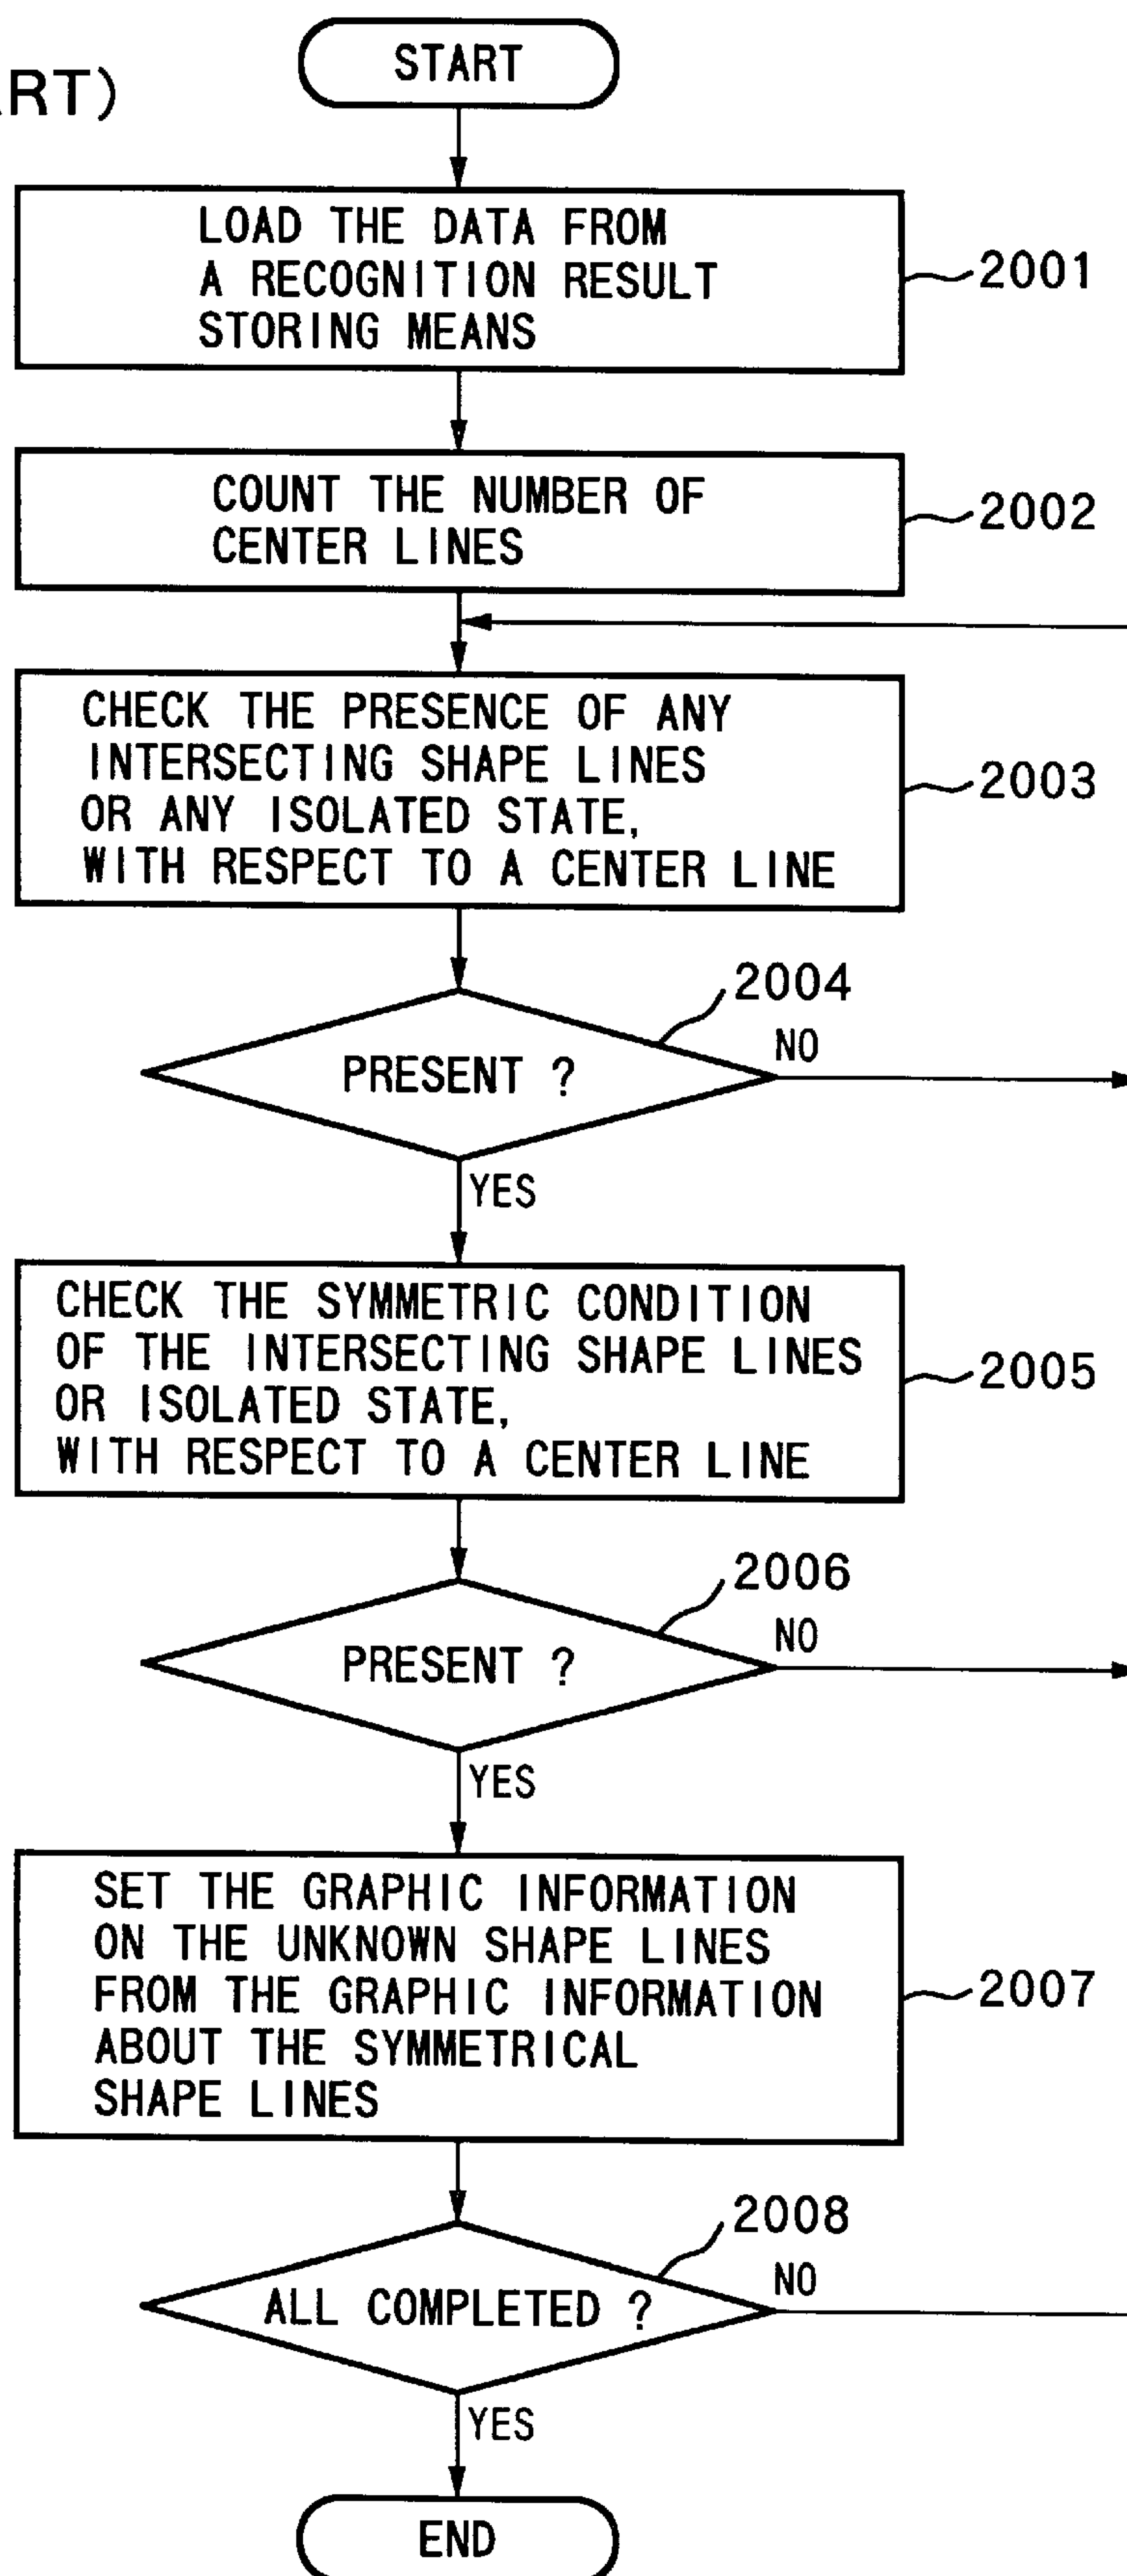 START
ART)
LOAD THE DATA FROM
A RECOGNITION RESULT
STORING MEANS
2001
COUNT THE NUMBER OF
CENTER LINES
2002
CHECK THE PRESENCE OF ANY
INTERSECTING SHAPE LINES
OR ANY ISOLATED STATE,
WITH RESPECT TO A CENTER LINE
2003
2004
PRESENT ?
NO
YES
CHECK THE SYMMETRIC CONDITION
OF THE INTERSECTING SHAPE LINES
OR ISOLATED STATE,
WITH RESPECT TO A CENTER LINE
2005
2006
PRESENT ?
NO
YES
SET THE GRAPHIC INFORMATION
ON THE UNKNOWN SHAPE LINES
FROM THE GRAPHIC INFORMATION
ABOUT THE SYMMETRICAL
SHAPE LINES
2007
2008
ALL COMPLETED ?
NO
YES
END